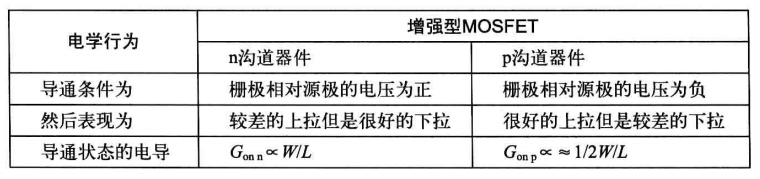 电学行为 增强型MOSFET
n沟道器件 p沟道器件
导通条件为 栅极相对源极的电压为正 栅极相对源极的电压为负
然后表现为 较差的上拉但是很好的下拉 很好的上拉但是较差的下拉
导通状态的电导 Gon n∝W/L Gon p∝≈1/2W/L